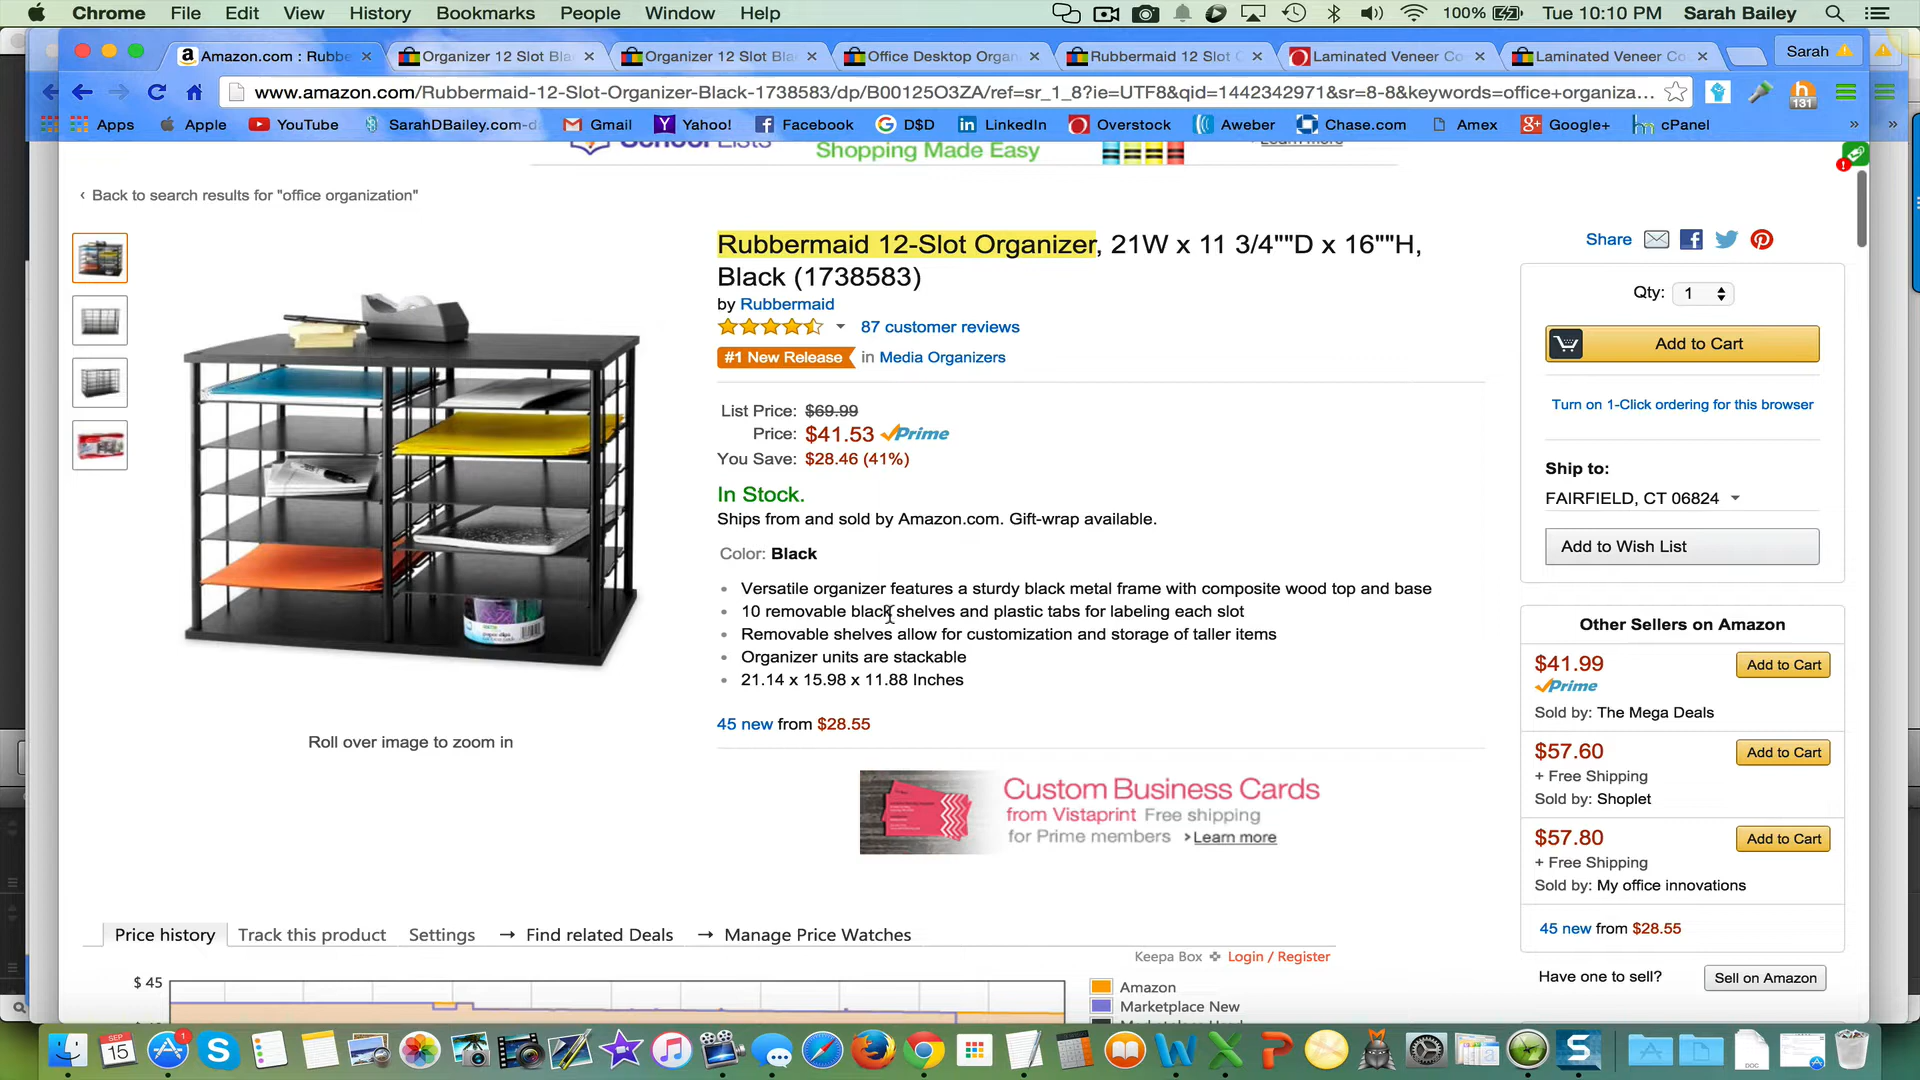 Chrome File Edit View History Bookmarks People Window Help 100% Tue 10:10 PM Sarah Bailey
Amazon.com : Rubbe Organizer 12 Slot Bla Organizer 12 Slot Bla Office Desktop Organ Rubbermaid 12 Slot Laminated Veneer Co Laminated Veneer Co Sarah
www.amazon.com/Rubbermaid-12-Slot-Organizer-Black-1738583/dp/B00125O3ZA/ref=sr_1_8?ie=UTF8&qid=1442342971&sr=8-8&keywords=office+organiza... 131
Apps Apple YouTube SarahDBailey.com-d Gmail Yahoo! Facebook D$D LinkedIn Overstock Aweber Chase.com Amex Google+ cPanel » »
School Lists Shopping Made Easy Learn more
‹ Back to search results for "office organization"
Rubbermaid 12-Slot Organizer, 21W x 11 3/4""D x 16""H,
Black (1738583)
by Rubbermaid
87 customer reviews
#1 New Release in Media Organizers
List Price: $69.99
Price: $41.53 Prime
You Save: $28.46 (41%)
In Stock.
Ships from and sold by Amazon.com. Gift-wrap available.
Color: Black
• Versatile organizer features a sturdy black metal frame with composite wood top and base
• 10 removable black shelves and plastic tabs for labeling each slot
• Removable shelves allow for customization and storage of taller items
• Organizer units are stackable
• 21.14 x 15.98 x 11.88 Inches
45 new from $28.55
Roll over image to zoom in
Custom Business Cards
from Vistaprint Free shipping
for Prime members › Learn more
Share
Qty: 1
Add to Cart
Turn on 1-Click ordering for this browser
Ship to:
FAIRFIELD, CT 06824
Add to Wish List
Other Sellers on Amazon
$41.99 Add to Cart
Prime
Sold by: The Mega Deals
$57.60 Add to Cart
+ Free Shipping
Sold by: Shoplet
$57.80 Add to Cart
+ Free Shipping
Sold by: My office innovations
45 new from $28.55
Have one to sell? Sell on Amazon
Price history Track this product Settings → Find related Deals → Manage Price Watches
Keepa Box Login / Register
$ 45
Amazon
Marketplace New
SEP
15
1
DOC